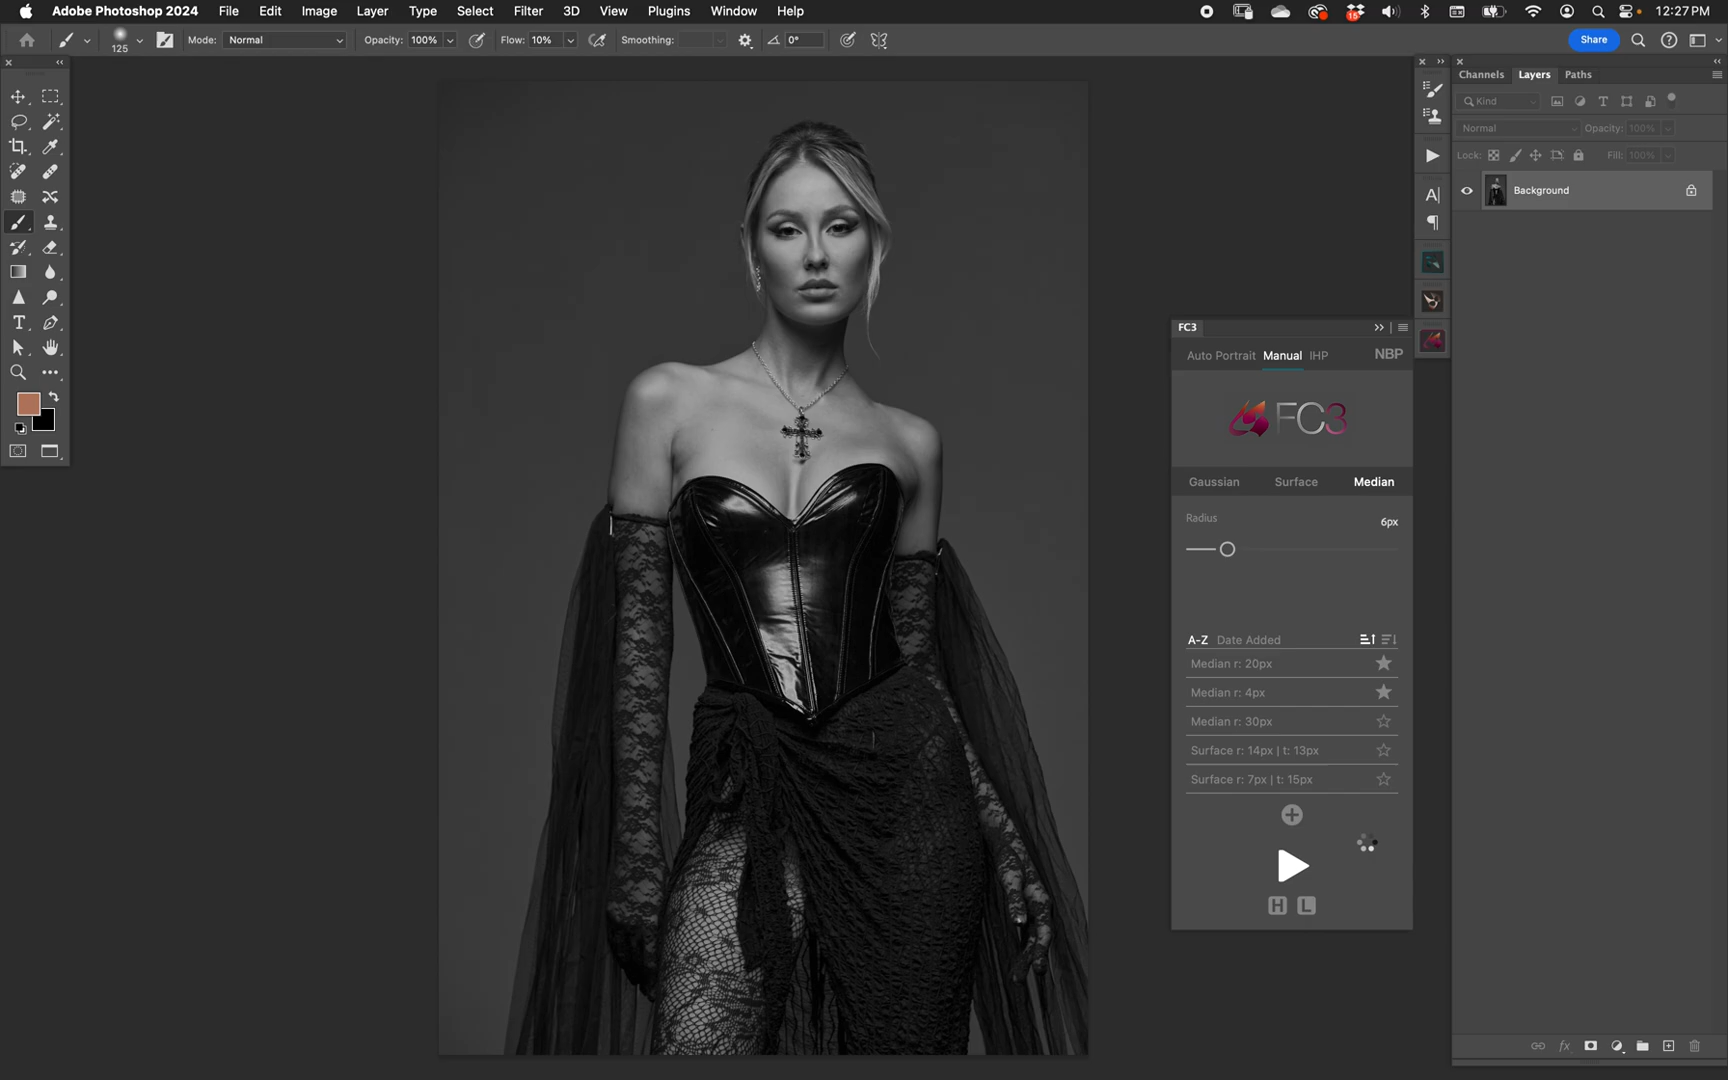 Adobe Photoshop 2024 File Edit Image Layer Type Select Filter 3D View Plugins Window Help 15 12:27 PM
125 Mode: Normal Opacity: 100% Flow: 10% Smoothing: 0° Share
Channels Layers Paths
Kind
Normal Opacity: 100%
Lock: Fill: 100%
Background
FC3
Auto Portrait Manual IHP NBP
FC3
Gaussian Surface Median
Radius 6px
A-Z Date Added
Median r: 20px
Median r: 4px
Median r: 30px
Surface r: 14px | t: 13px
Surface r: 7px | t: 15px
H L